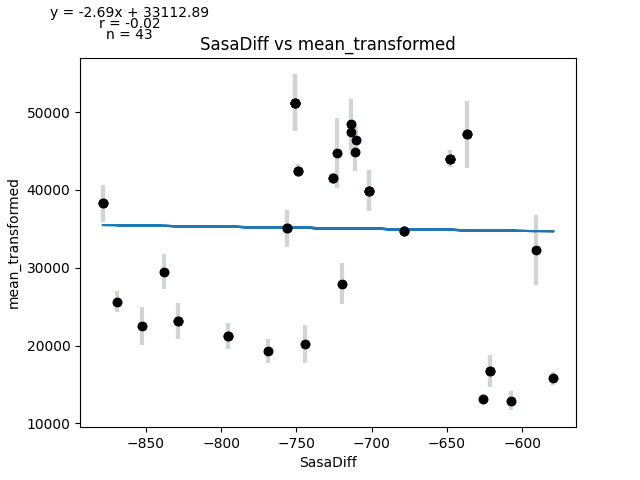 y = -2.69x + 33112.89
r = -0.02
n = 43
SasaDiff vs mean_transformed
50000
40000
30000
20000
10000
mean_transformed
−850
−800
−750
−700
−650
−600
SasaDiff